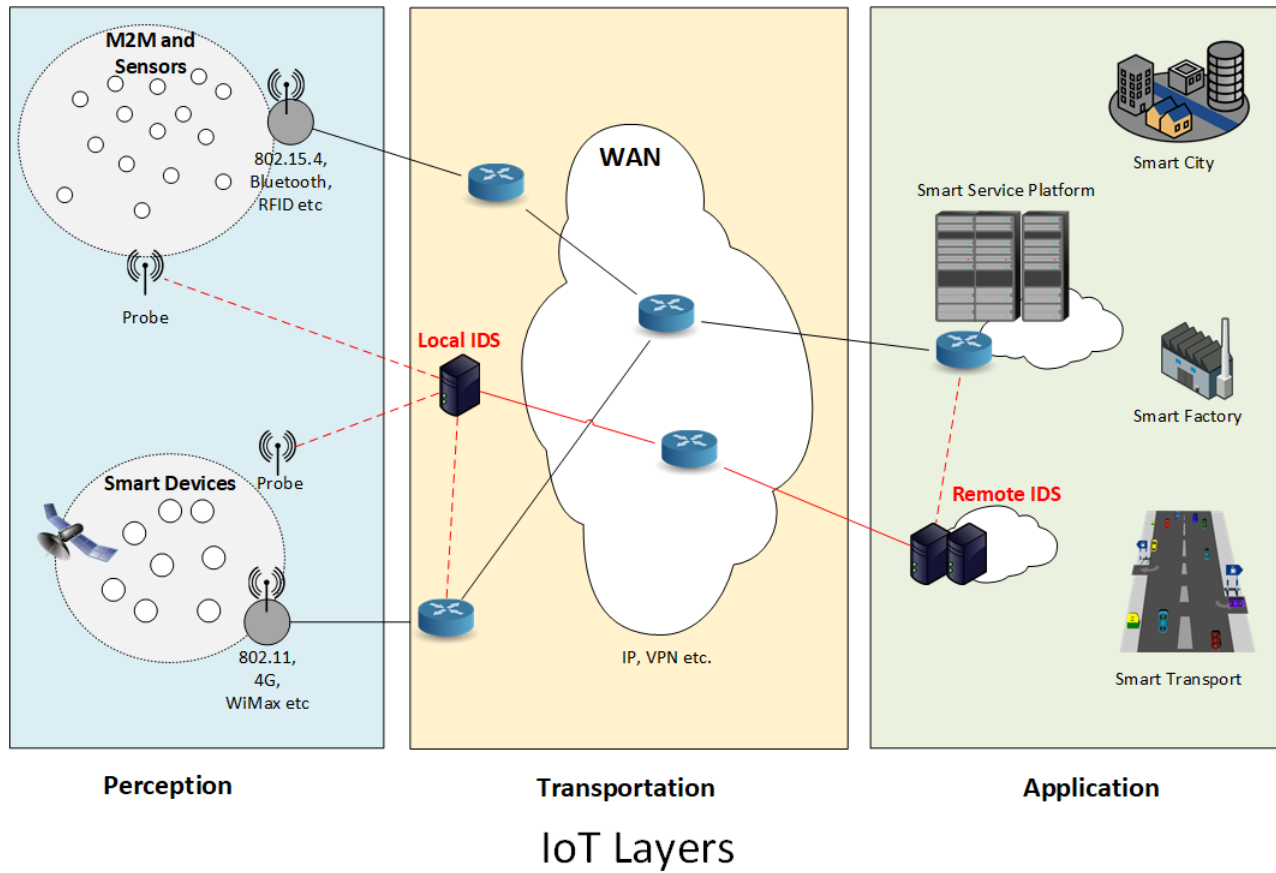 M2M and
Sensors
802.15.4,
Bluetooth,
RFID etc
Probe
Probe
Smart Devices
802.11,
4G,
WiMax etc
WAN
Local IDS
IP, VPN etc.
Smart City
Smart Service Platform
Smart Factory
Remote IDS
Smart Transport
Perception
Transportation
Application
IoT Layers